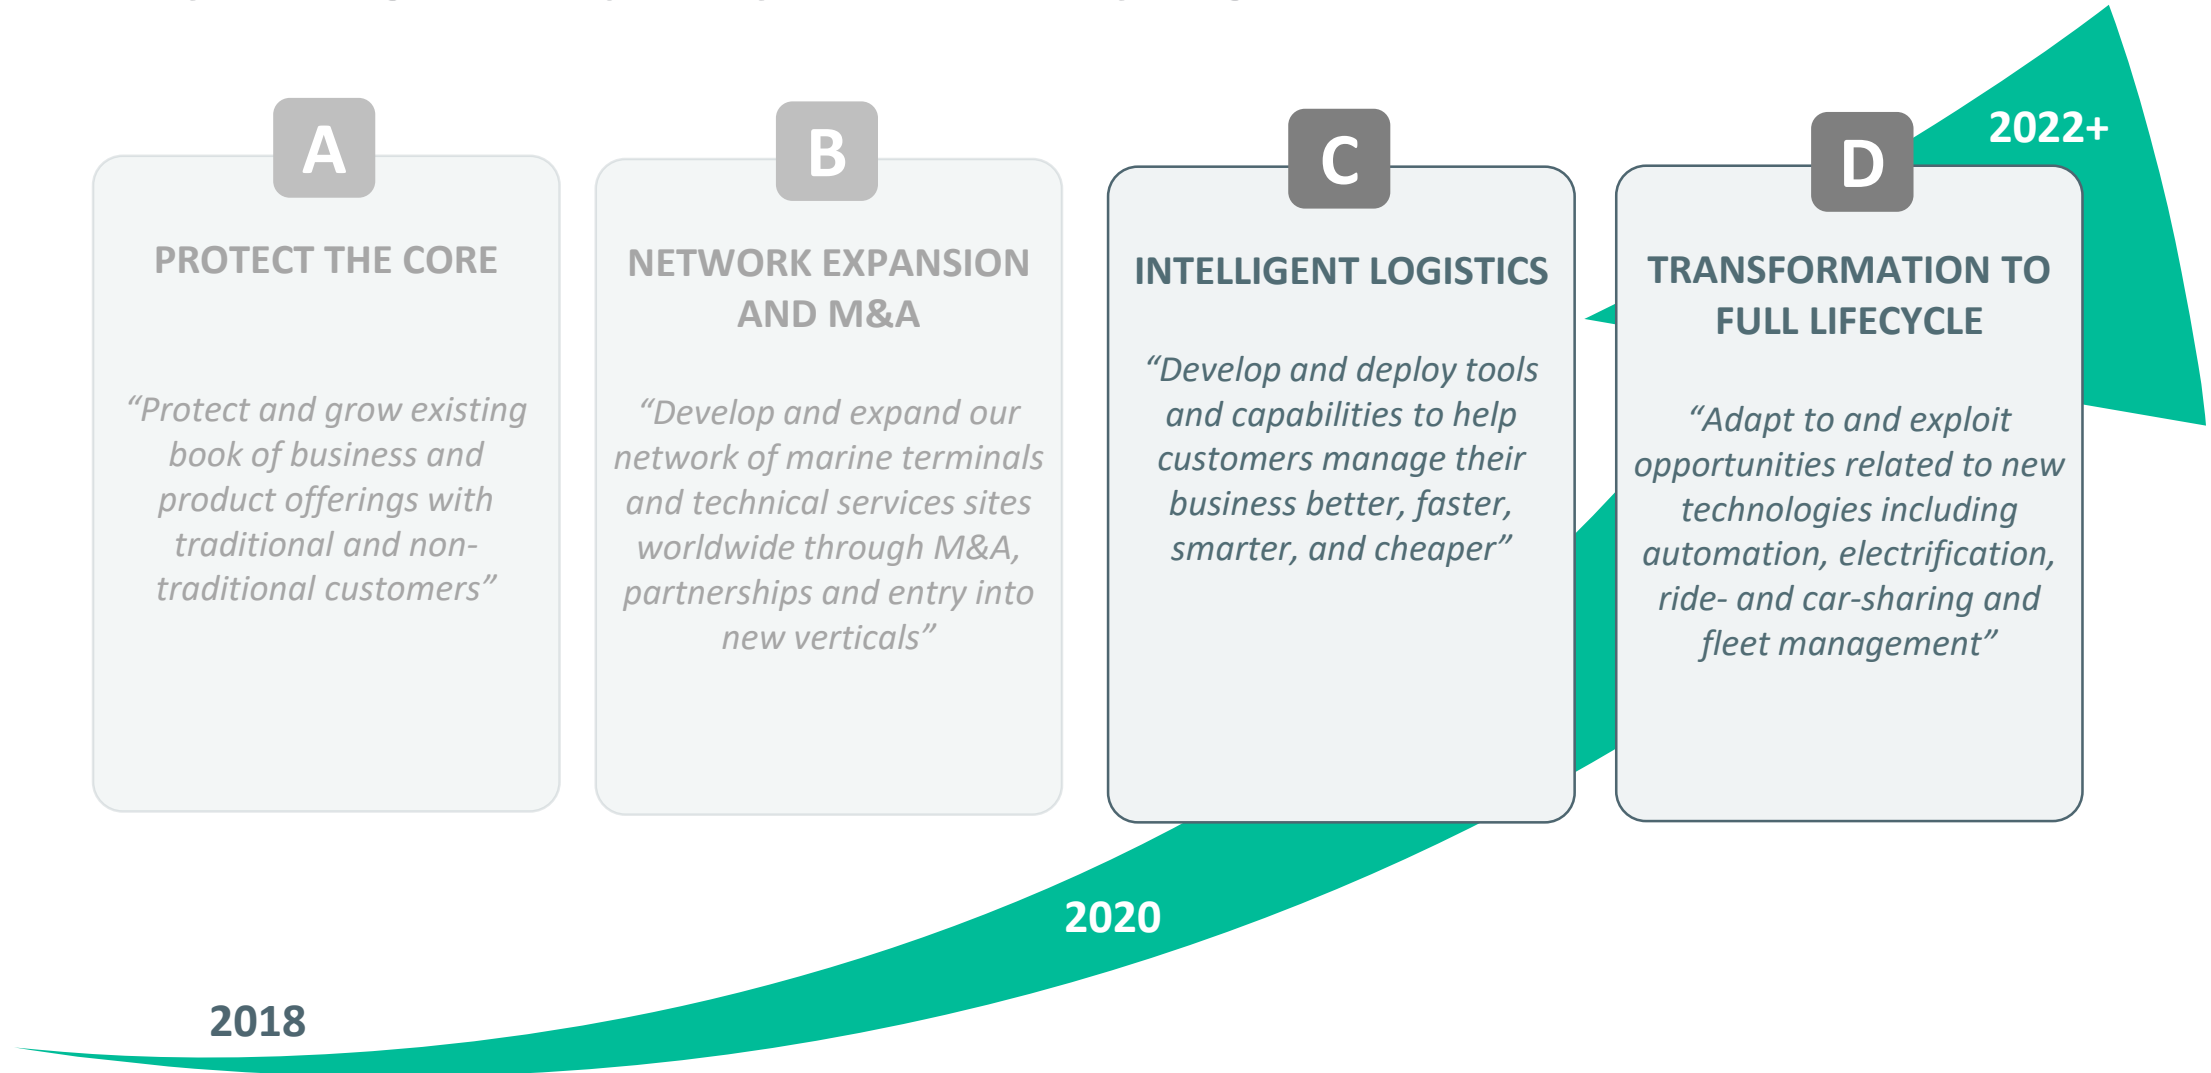 A
PROTECT THE CORE
“Protect and grow existing
book of business and
product offerings with
traditional and non-
traditional customers”
B
NETWORK EXPANSION
AND M&A
“Develop and expand our
network of marine terminals
and technical services sites
worldwide through M&A,
partnerships and entry into
new verticals”
C
INTELLIGENT LOGISTICS
“Develop and deploy tools
and capabilities to help
customers manage their
business better, faster,
smarter, and cheaper”
D
TRANSFORMATION TO
FULL LIFECYCLE
“Adapt to and exploit
opportunities related to new
technologies including
automation, electrification,
ride- and car-sharing and
fleet management”
2018
2020
2022+